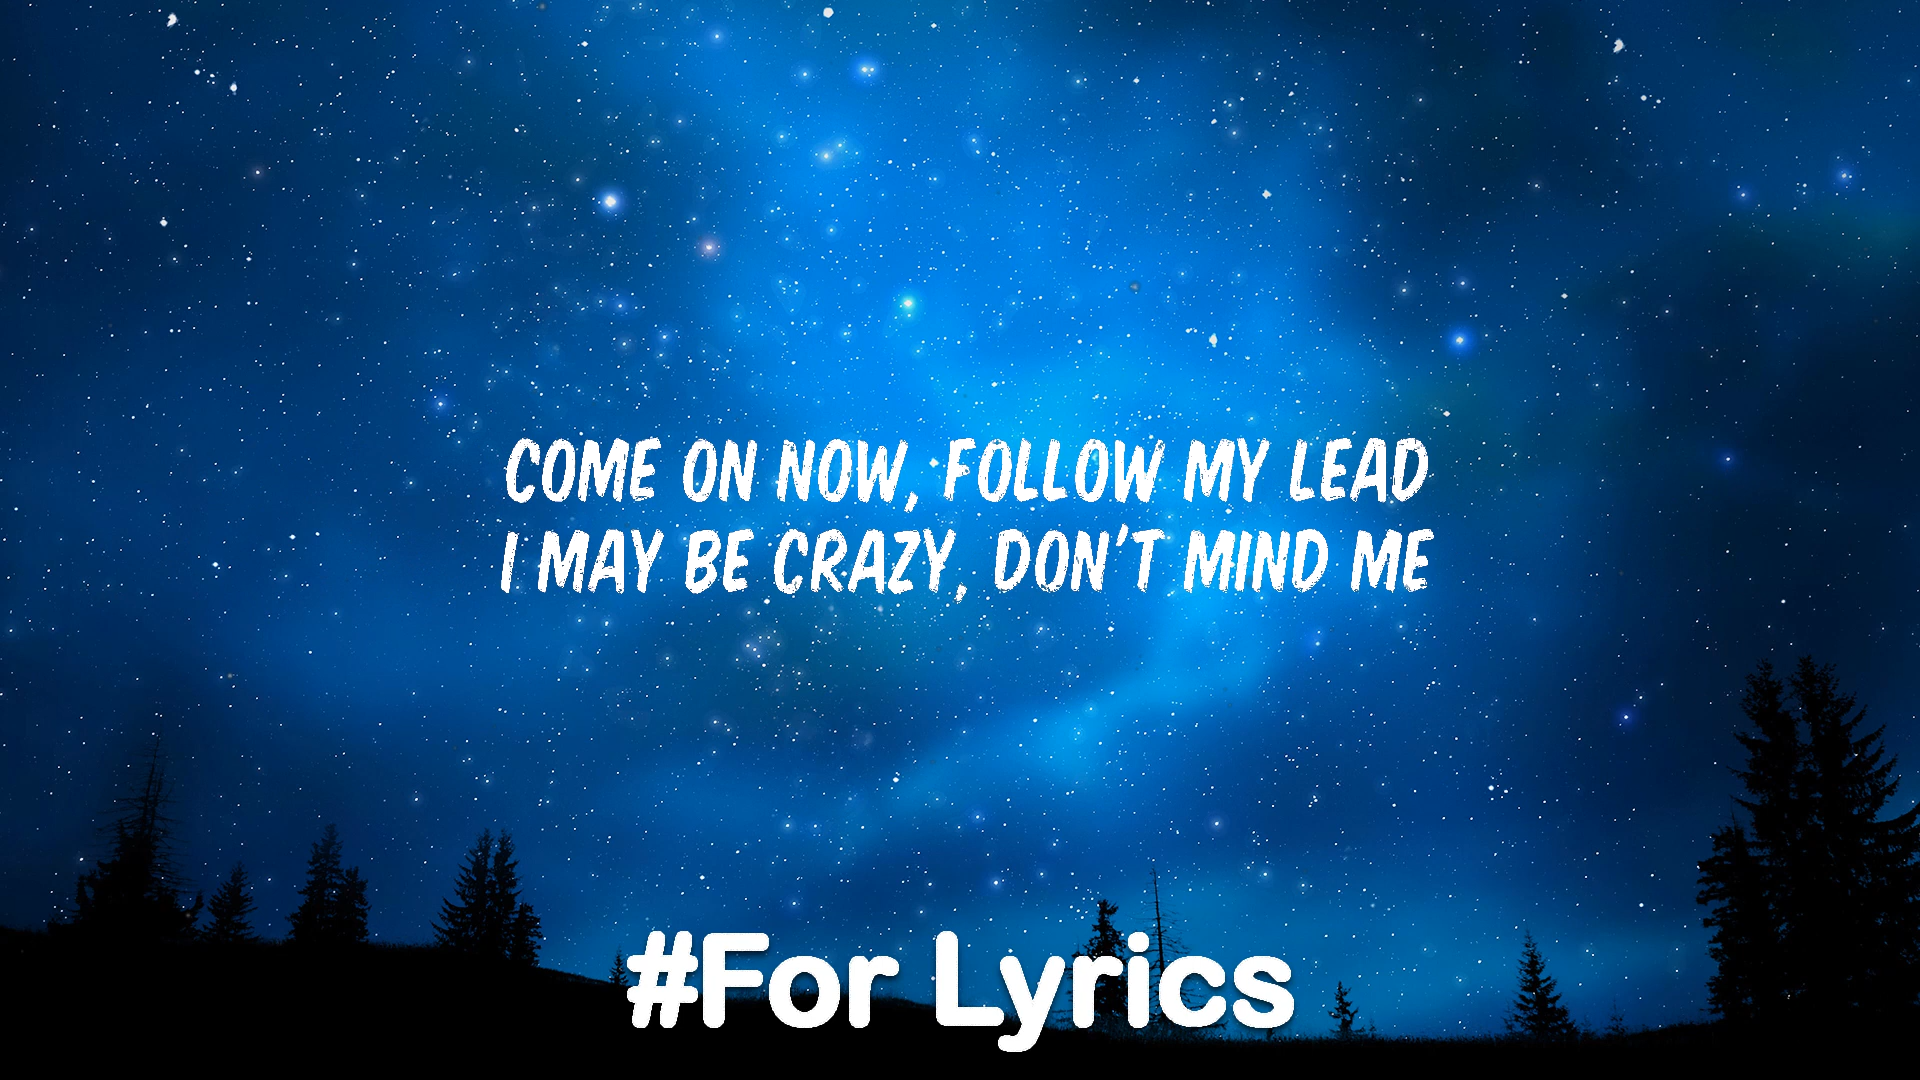 COME ON NOW, FOLLOW MY LEAD
I MAY BE CRAZY, DON'T MIND ME
#For Lyrics